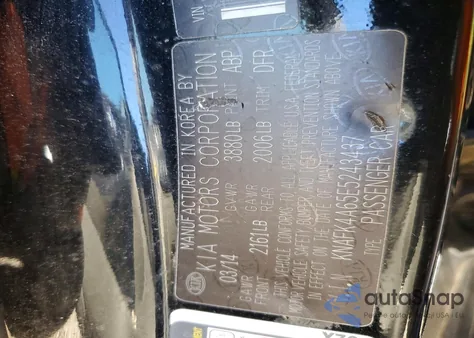 VIN
MANUFACTURED IN KOREA BY
KIA MOTORS CORPORATION
03/14 GVWR 3880LB PAINT ABP
GAWR FRONT 2161LB GAWR REAR 2006LB TRIM DFR
THIS VEHICLE CONFORMS TO ALL APPLICABLE U.S.A. FEDERAL
MOTOR VEHICLE SAFETY, BUMPER AND THEFT PREVENTION STANDARDS
IN EFFECT ON THE DATE OF MANUFACTURE SHOWN ABOVE.
KNAFK4A65E5243437
TYPE: PASSENGER CAR
autoSnap